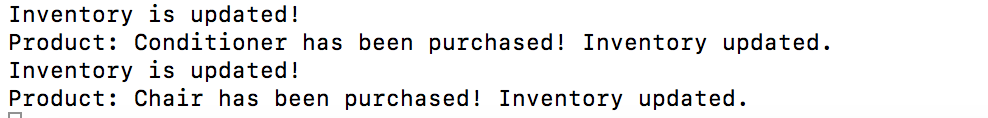 Inventory is updated!
Product: Conditioner has been purchased! Inventory updated.
Inventory is updated!
Product: Chair has been purchased! Inventory updated.